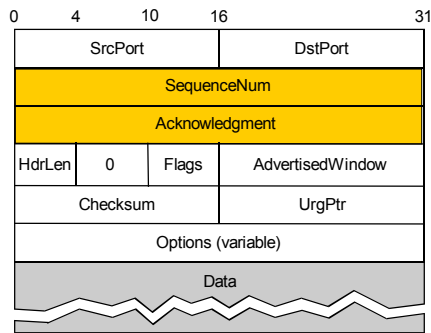 0 4 10 16 31
SrcPort DstPort
SequenceNum
Acknowledgment
HdrLen 0 Flags AdvertisedWindow
Checksum UrgPtr
Options (variable)
Data